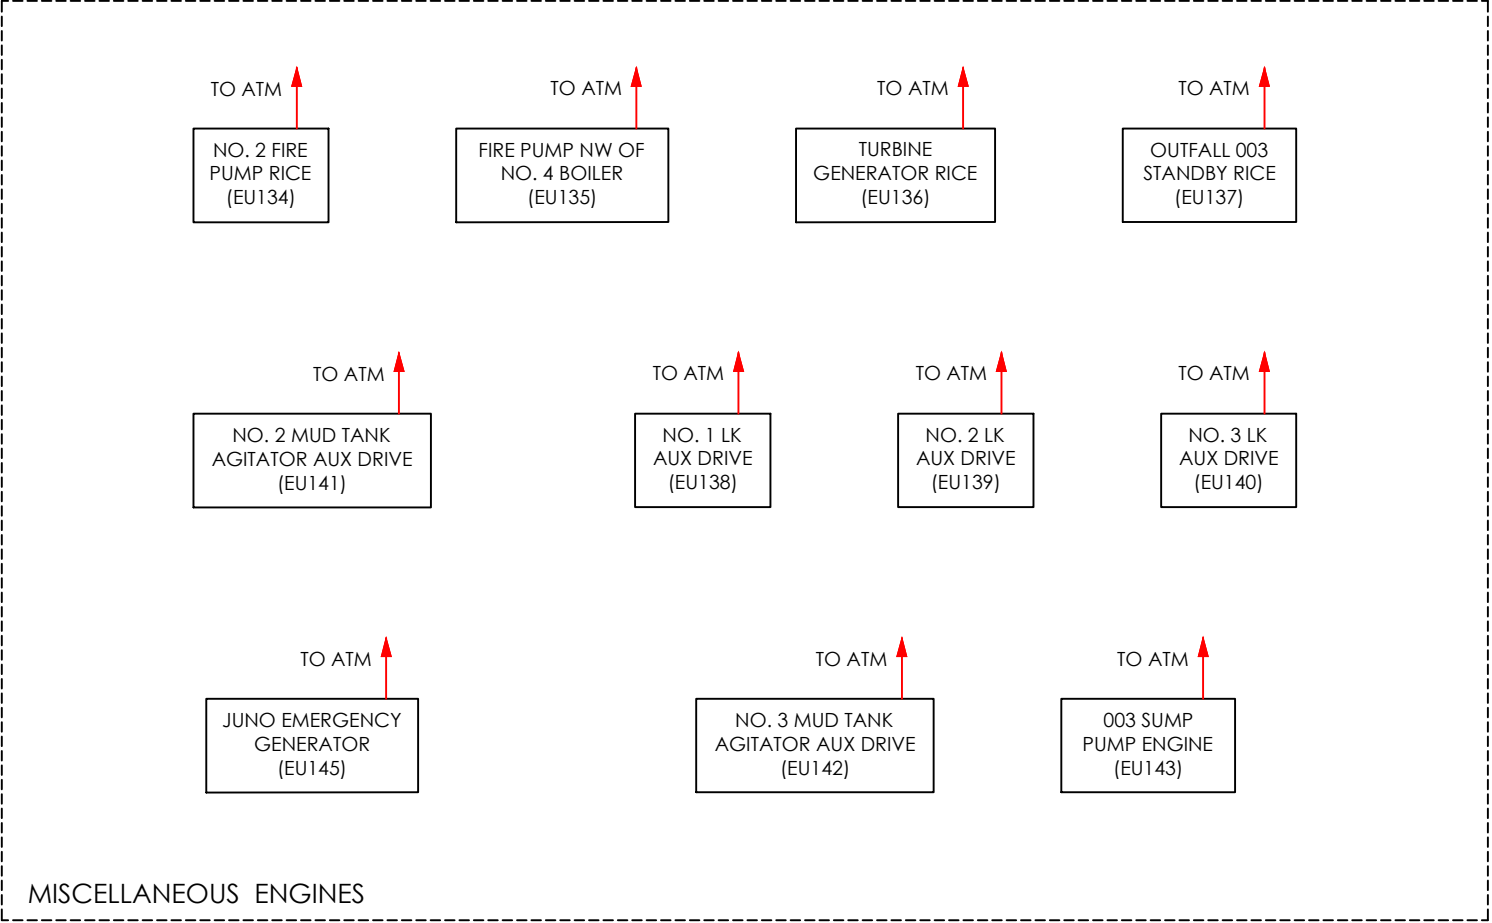 TO ATM
NO. 2 FIRE
PUMP RICE
(EU134)
TO ATM
FIRE PUMP NW OF
NO. 4 BOILER
(EU135)
TO ATM
TURBINE
GENERATOR RICE
(EU136)
TO ATM
OUTFALL 003
STANDBY RICE
(EU137)
TO ATM
NO. 2 MUD TANK
AGITATOR AUX DRIVE
(EU141)
TO ATM
NO. 1 LK
AUX DRIVE
(EU138)
TO ATM
NO. 2 LK
AUX DRIVE
(EU139)
TO ATM
NO. 3 LK
AUX DRIVE
(EU140)
TO ATM
JUNO EMERGENCY
GENERATOR
(EU145)
TO ATM
NO. 3 MUD TANK
AGITATOR AUX DRIVE
(EU142)
TO ATM
003 SUMP
PUMP ENGINE
(EU143)
MISCELLANEOUS ENGINES